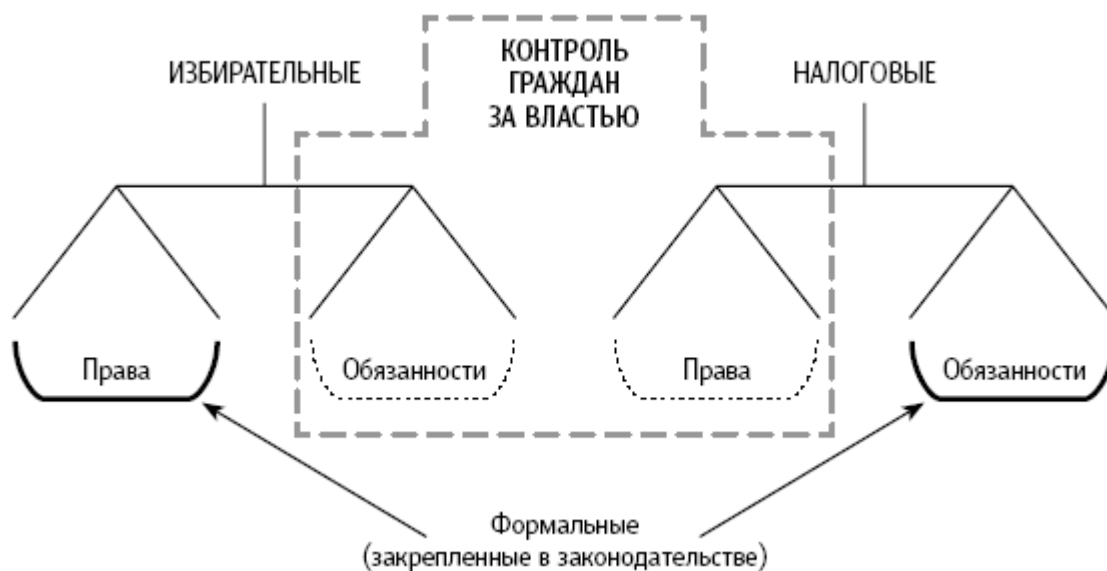 КОНТРОЛЬ
ГРАЖДАН
ЗА ВЛАСТЬЮ
ИЗБИРАТЕЛЬНЫЕ
НАЛОГОВЫЕ
Права
Обязанности
Права
Обязанности
Формальные
(закрепленные в законодательстве)